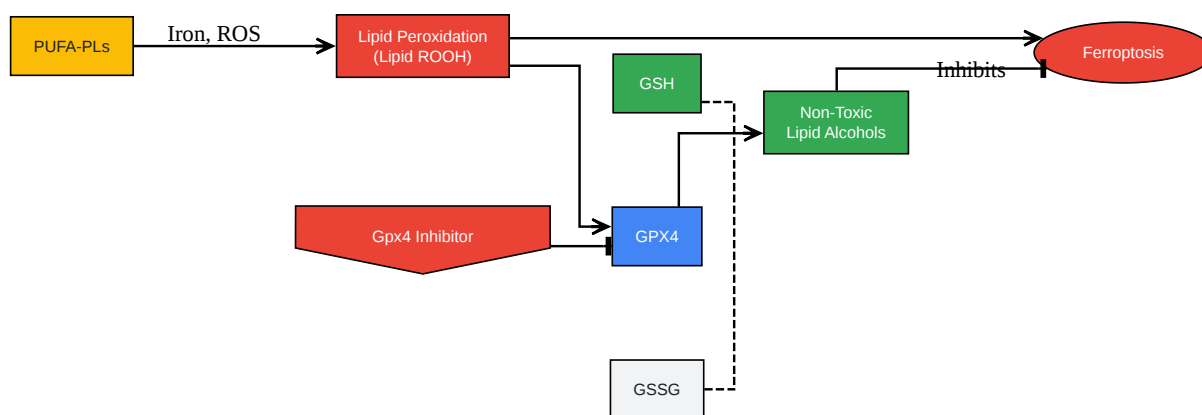 PUFA-PLs
Iron, ROS
Lipid Peroxidation
(Lipid ROOH)
Ferroptosis
GSH
Inhibits
Non-Toxic
Lipid Alcohols
Gpx4 Inhibitor
GPX4
GSSG